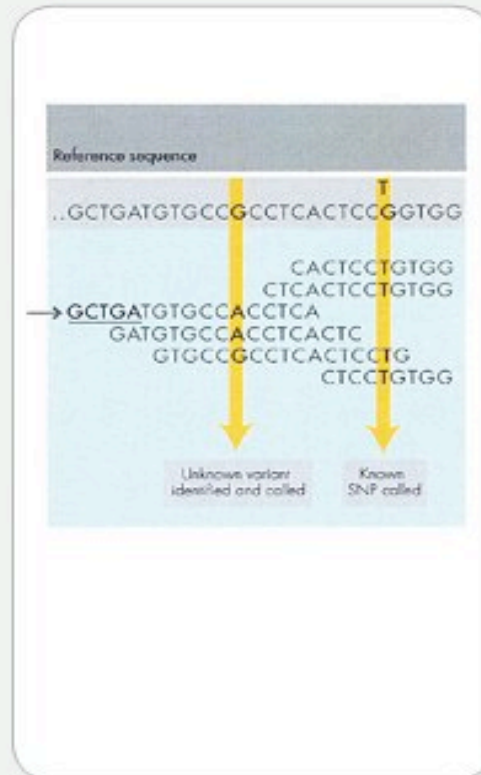 Reference sequence
T
..GCTGATGTGCCGCCTCACTCCGGTGG
CACTCCTGTGG
CTCACTCCTGTGG
GCTGATGTGCCACCTCA
GATGTGCCACCTCACTC
GTGCCGCCTCACTCCTG
CTCCTGTGG
Unknown variant
identified and called
Known
SNP called